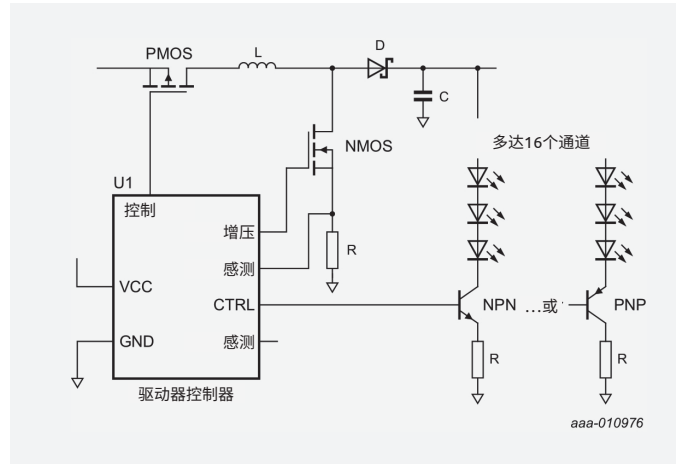 PMOS
L
D
C
NMOS
多达16个通道
U1
控制
增压
R
感测
VCC
CTRL
NPN
...或
PNP
GND
感测
R
R
驱动器控制器
aaa-010976